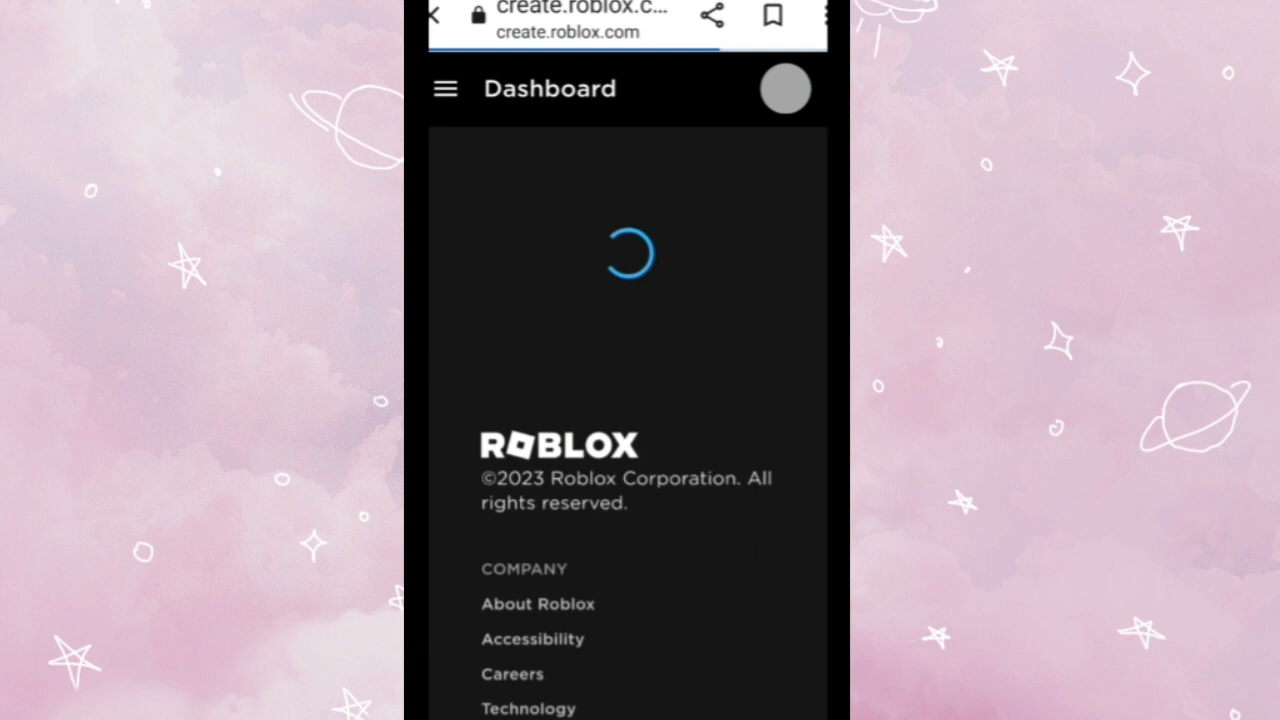 create.roblox.c...
create.roblox.com
Dashboard
ROBLOX
©2023 Roblox Corporation. All
rights reserved.
COMPANY
About Roblox
Accessibility
Careers
Technology